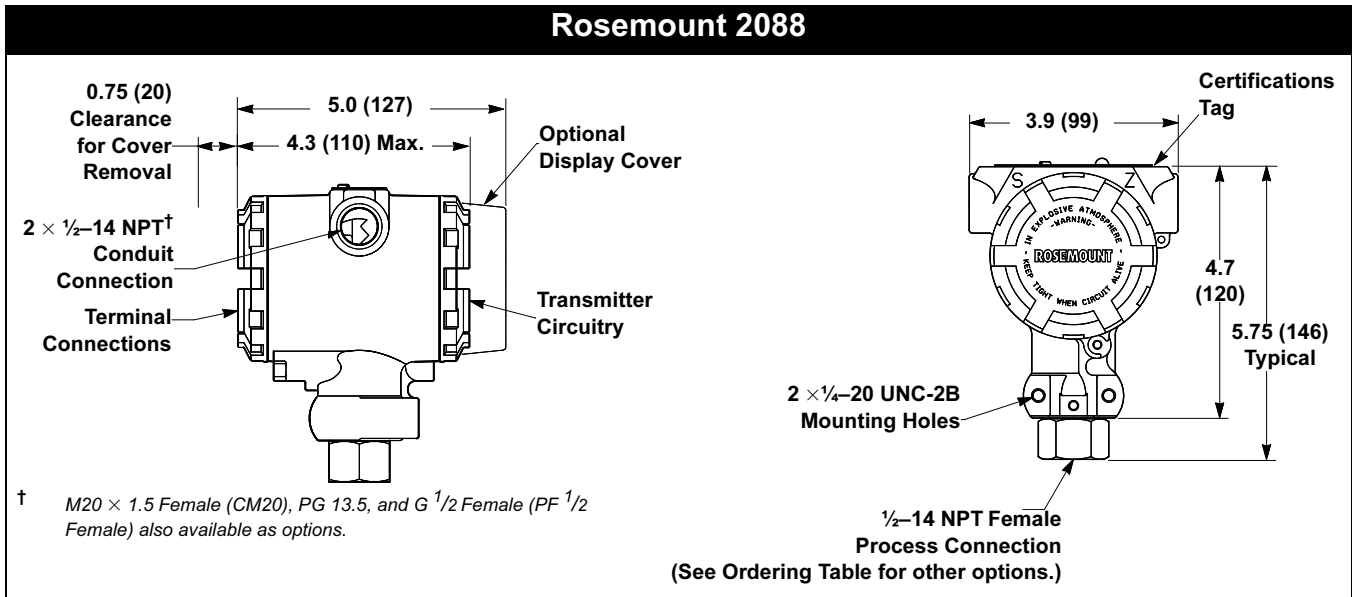 Rosemount 2088
0.75 (20)
Clearance
for Cover
Removal
5.0 (127)
4.3 (110) Max.
Optional
Display Cover
2 × ½–14 NPT†
Conduit
Connection
Terminal
Connections
Transmitter
Circuitry
† M20 × 1.5 Female (CM20), PG 13.5, and G 1/2 Female (PF 1/2
Female) also available as options.
Certifications
Tag
3.9 (99)
S Z
IN EXPLOSIVE ATMOSPHERE
-WARNING-
ROSEMOUNT
- KEEP TIGHT WHEN CIRCUIT ALIVE -
4.7
(120)
5.75 (146)
Typical
2 ×¼–20 UNC-2B
Mounting Holes
½–14 NPT Female
Process Connection
(See Ordering Table for other options.)